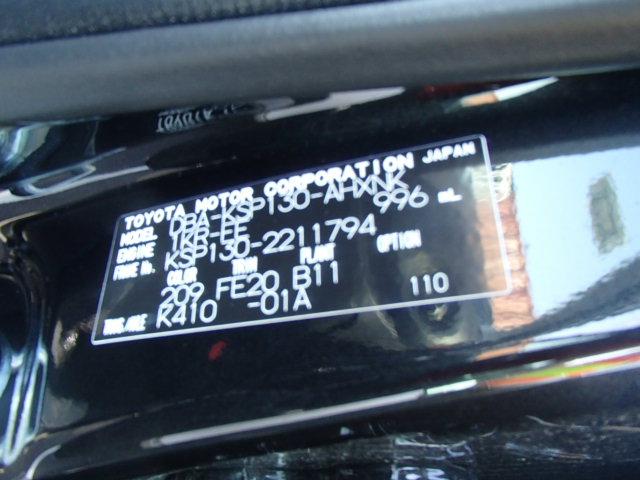 TOYOTA MOTOR CORPORATION JAPAN
MODEL DBA-KSP130-AHXNK
ENGINE 1KR-FE 996 mL
FRAME No. KSP130-2211794
COLOR TRIM PLANT OPTION
209 FE20 B11
TRANS/AXLE K410 -01A 110